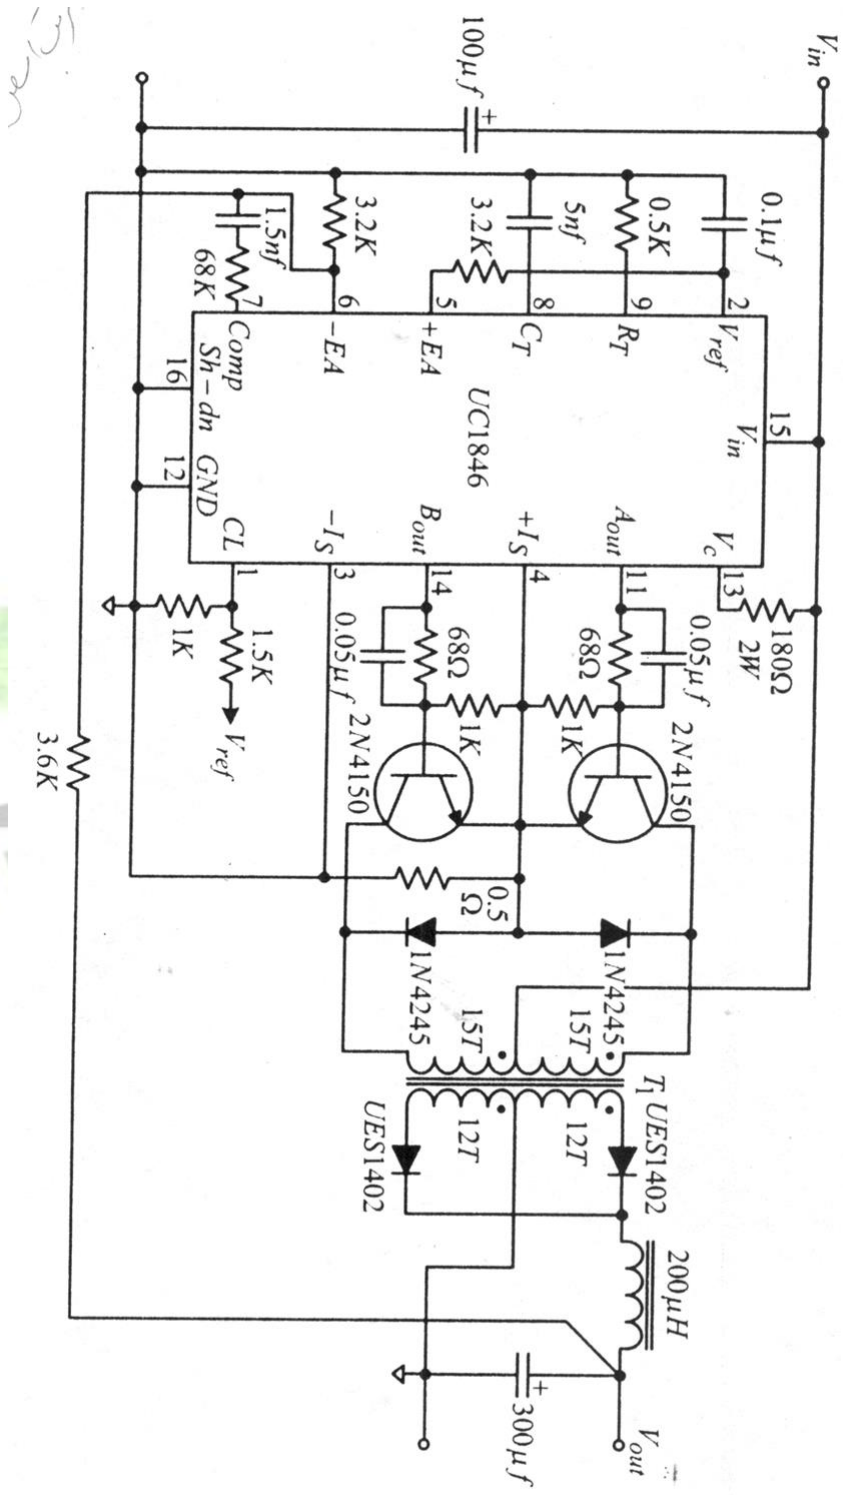 V_in
100μf
+
0.1μf
0.5K
5nf
3.2K
3.2K
1.5nf
68K
2
9
8
5
6
7
V_ref
R_T
C_T
+EA
-EA
Comp
15
V_in
UC1846
Sh-dn
16
GND
12
V_c
13
A_out
11
+I_S
4
B_out
14
-I_S
3
CL
1
180Ω
2W
0.05μf
68Ω
1K
68Ω
1K
0.05μf
1.5K
1K
V_ref
2N4150
2N4150
3.6K
0.5
Ω
1N4245
1N4245
15T
15T
T_1
12T
12T
UES1402
UES1402
200μH
+
300μf
V_out